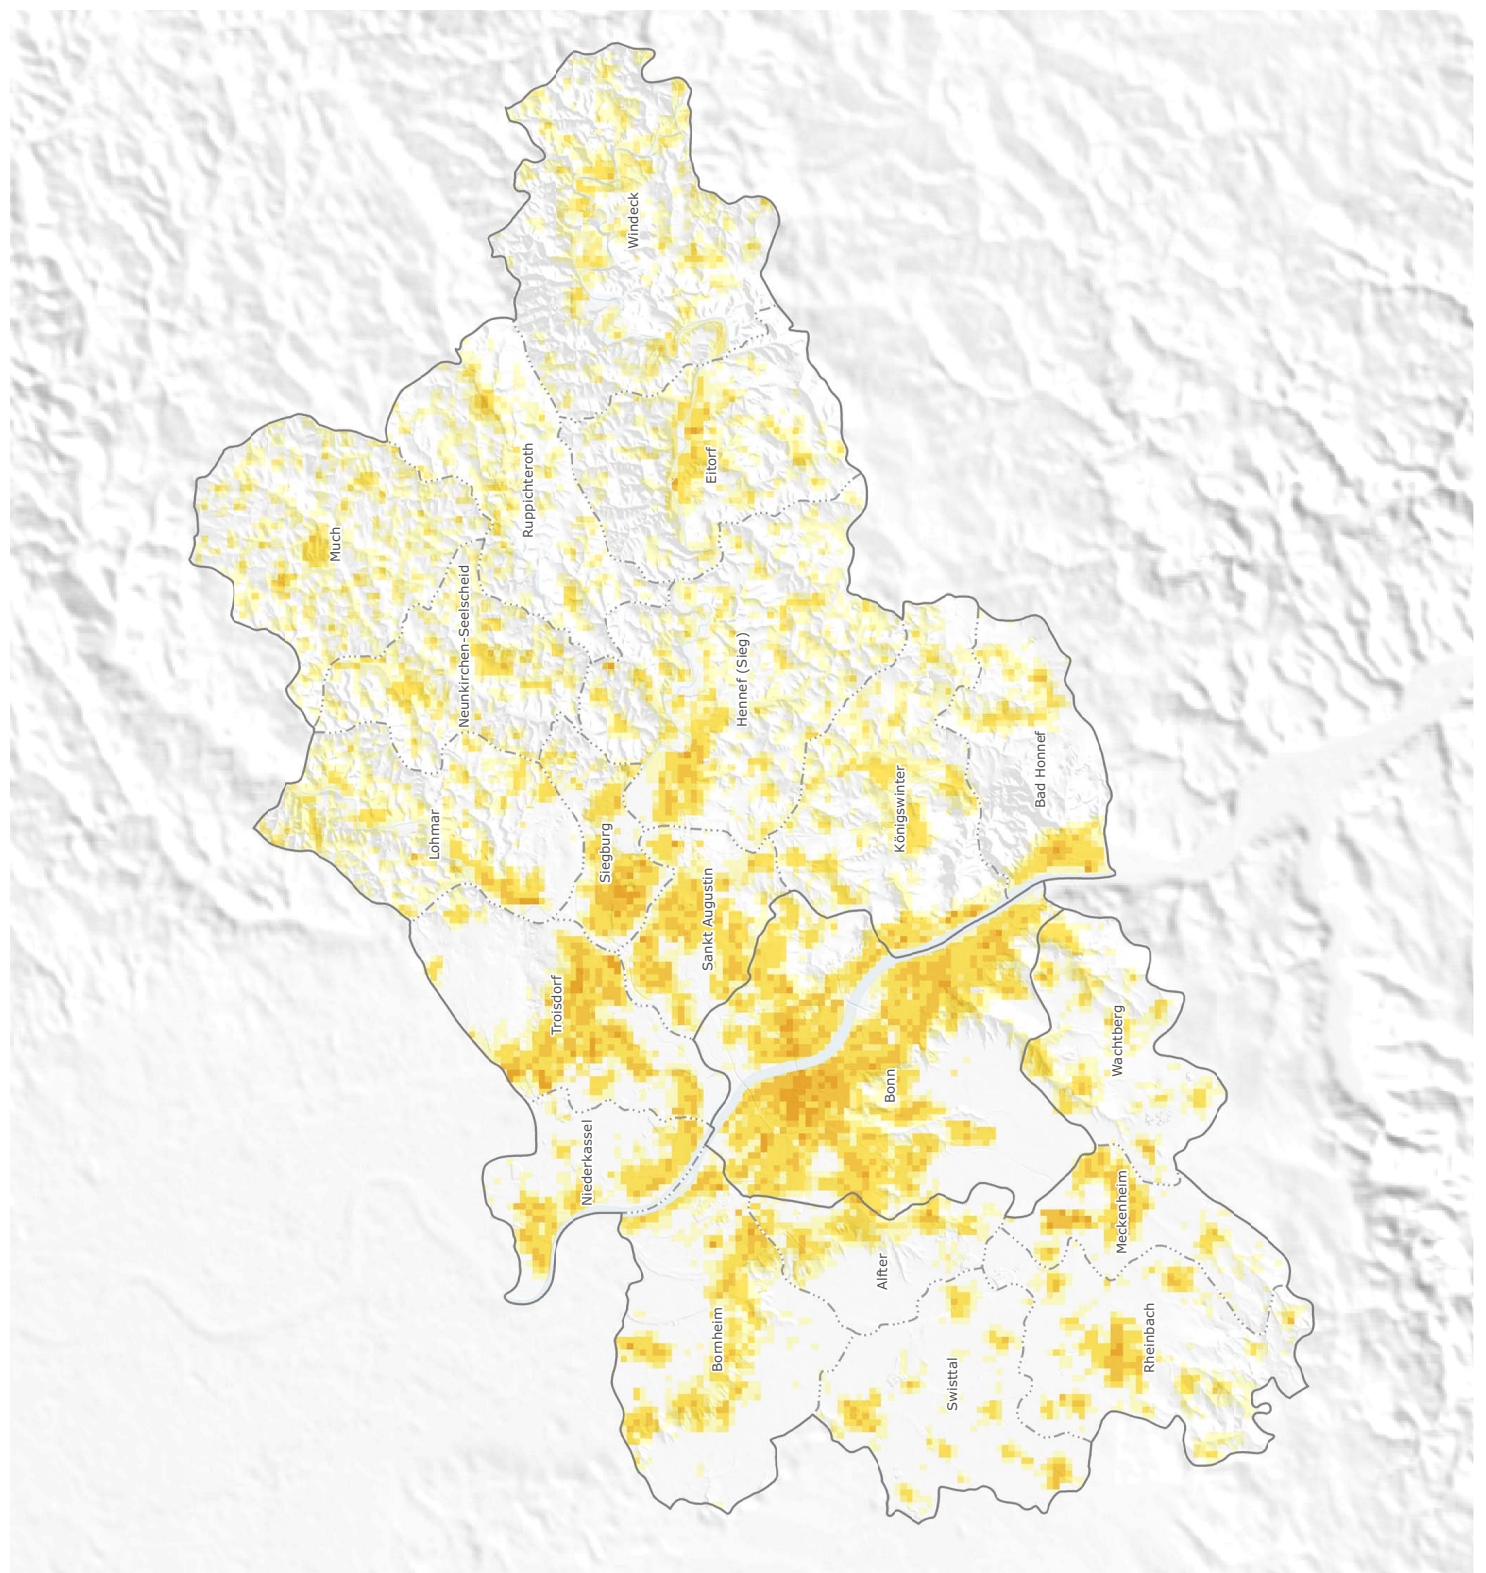 Windeck
Eitorf
Ruppichteroth
Much
Neunkirchen-Seelscheid
Hennef (Sieg)
Bad Honnef
Königswinter
Lohmar
Siegburg
Sankt Augustin
Troisdorf
Wachtberg
Bonn
Niederkassel
Meckenheim
Alfter
Bornheim
Rheinbach
Swisttal